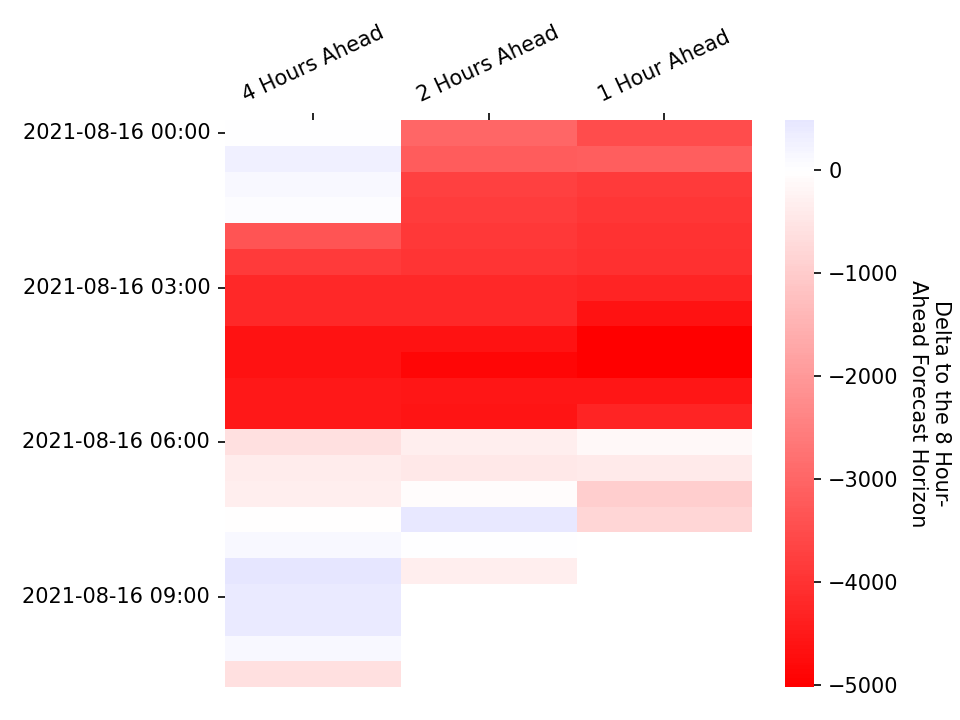 4 Hours Ahead
2 Hours Ahead
1 Hour Ahead
2021-08-16 00:00
2021-08-16 03:00
2021-08-16 06:00
2021-08-16 09:00
0
−1000
−2000
−3000
−4000
−5000
Delta to the 8 Hour-
Ahead Forecast Horizon